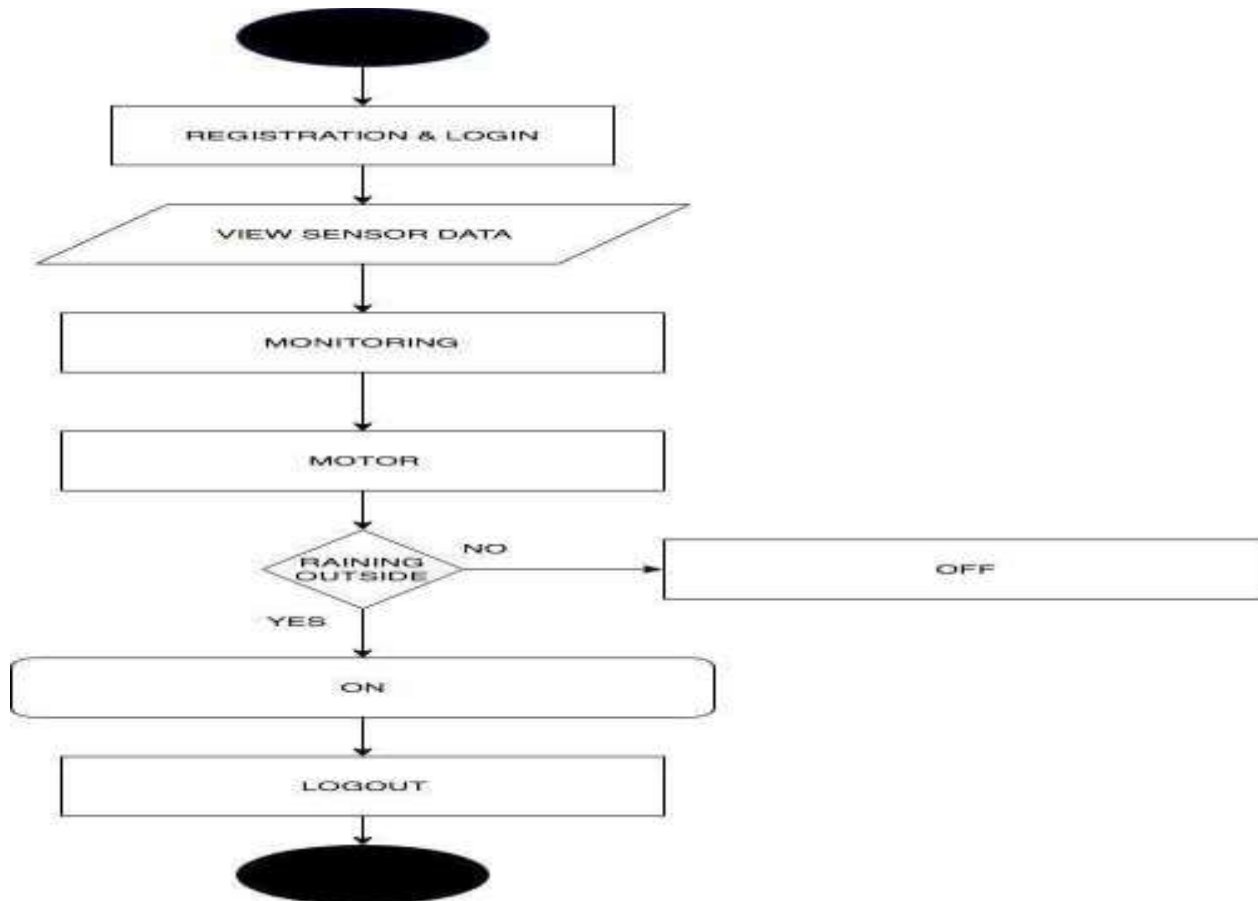 REGISTRATION & LOGIN
VIEW SENSOR DATA
MONITORING
MOTOR
RAINING
OUTSIDE
NO
OFF
YES
ON
LOGOUT